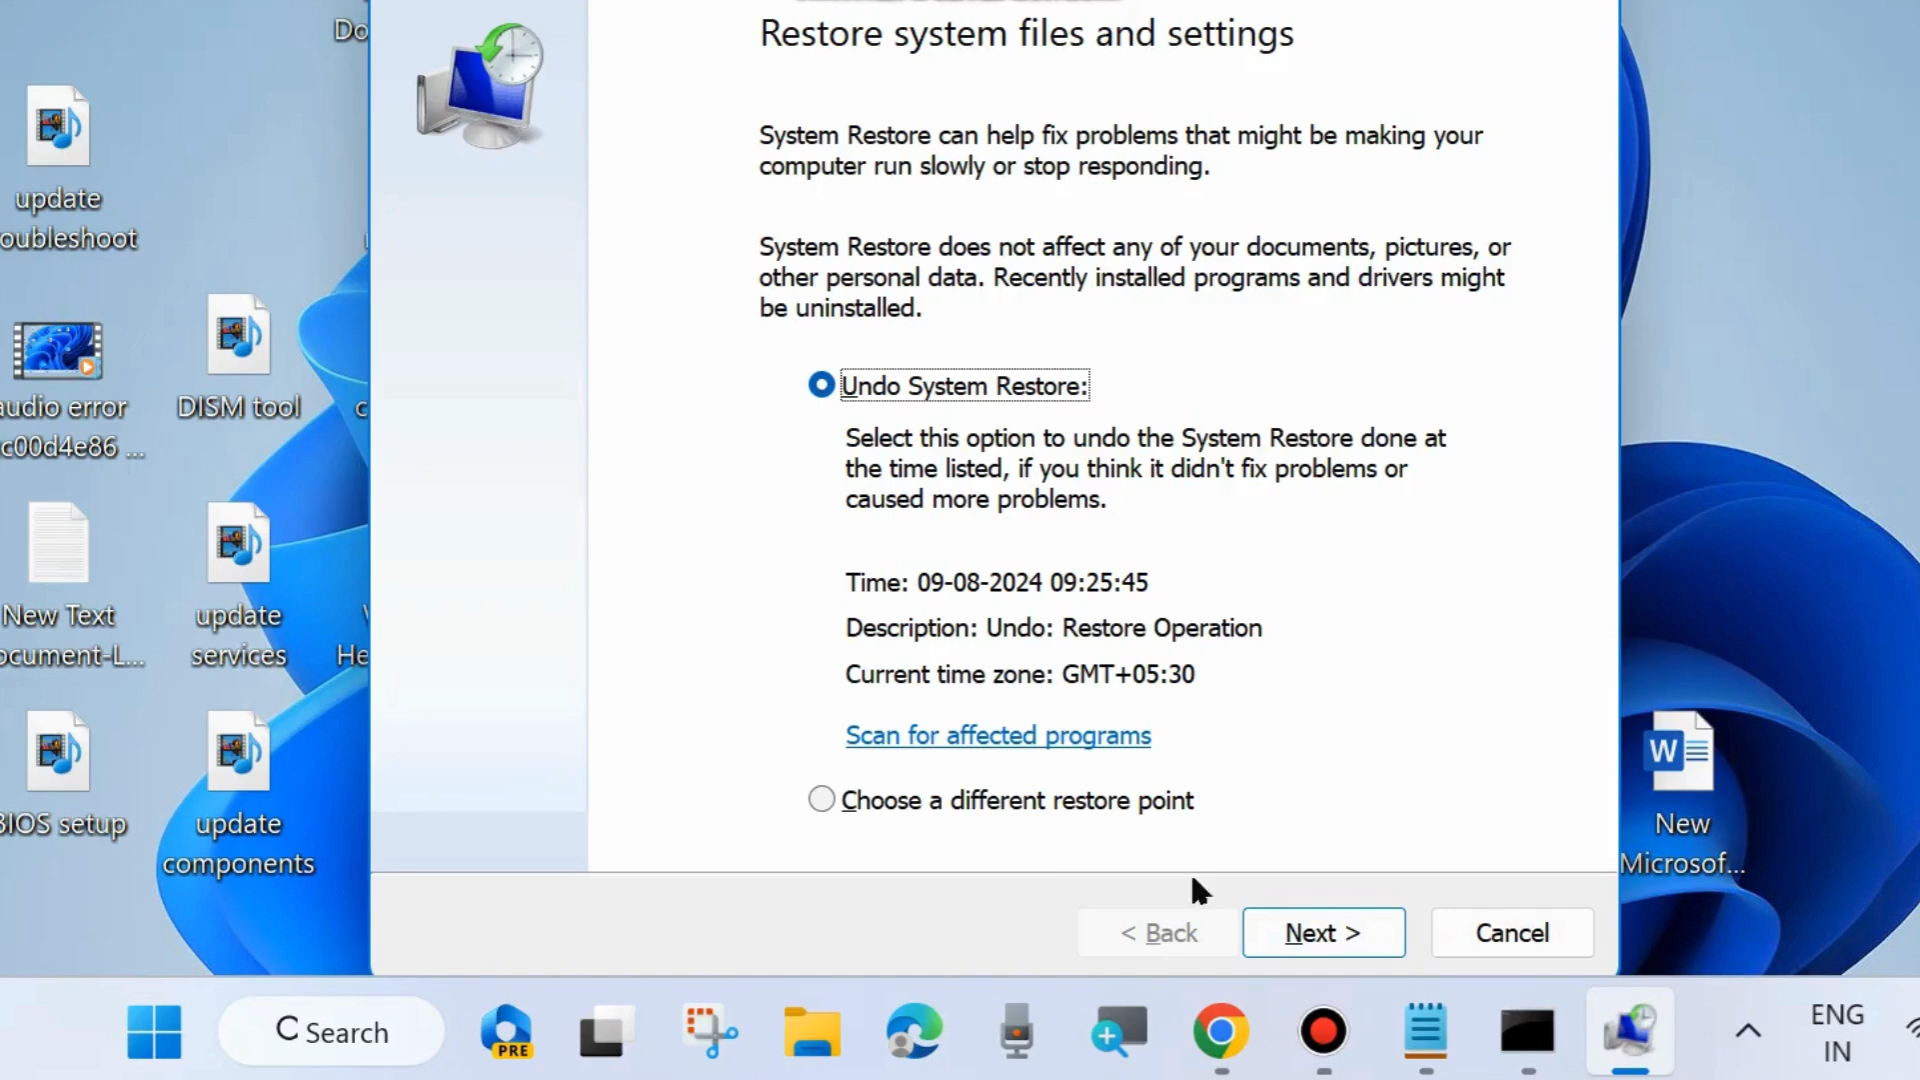 Do
Restore system files and settings
System Restore can help fix problems that might be making your
computer run slowly or stop responding.
System Restore does not affect any of your documents, pictures, or
other personal data. Recently installed programs and drivers might
be uninstalled.
Undo System Restore:
Select this option to undo the System Restore done at
the time listed, if you think it didn't fix problems or
caused more problems.
Time: 09-08-2024 09:25:45
Description: Undo: Restore Operation
Current time zone: GMT+05:30
Scan for affected programs
Choose a different restore point
< Back
Next >
Cancel
update
oubleshoot
audio error
c00d4e86 ...
DISM tool
c
New Text
ocument-L...
update
services
He
BIOS setup
update
components
W
New
Microsof...
Search
PRE
ENG
IN